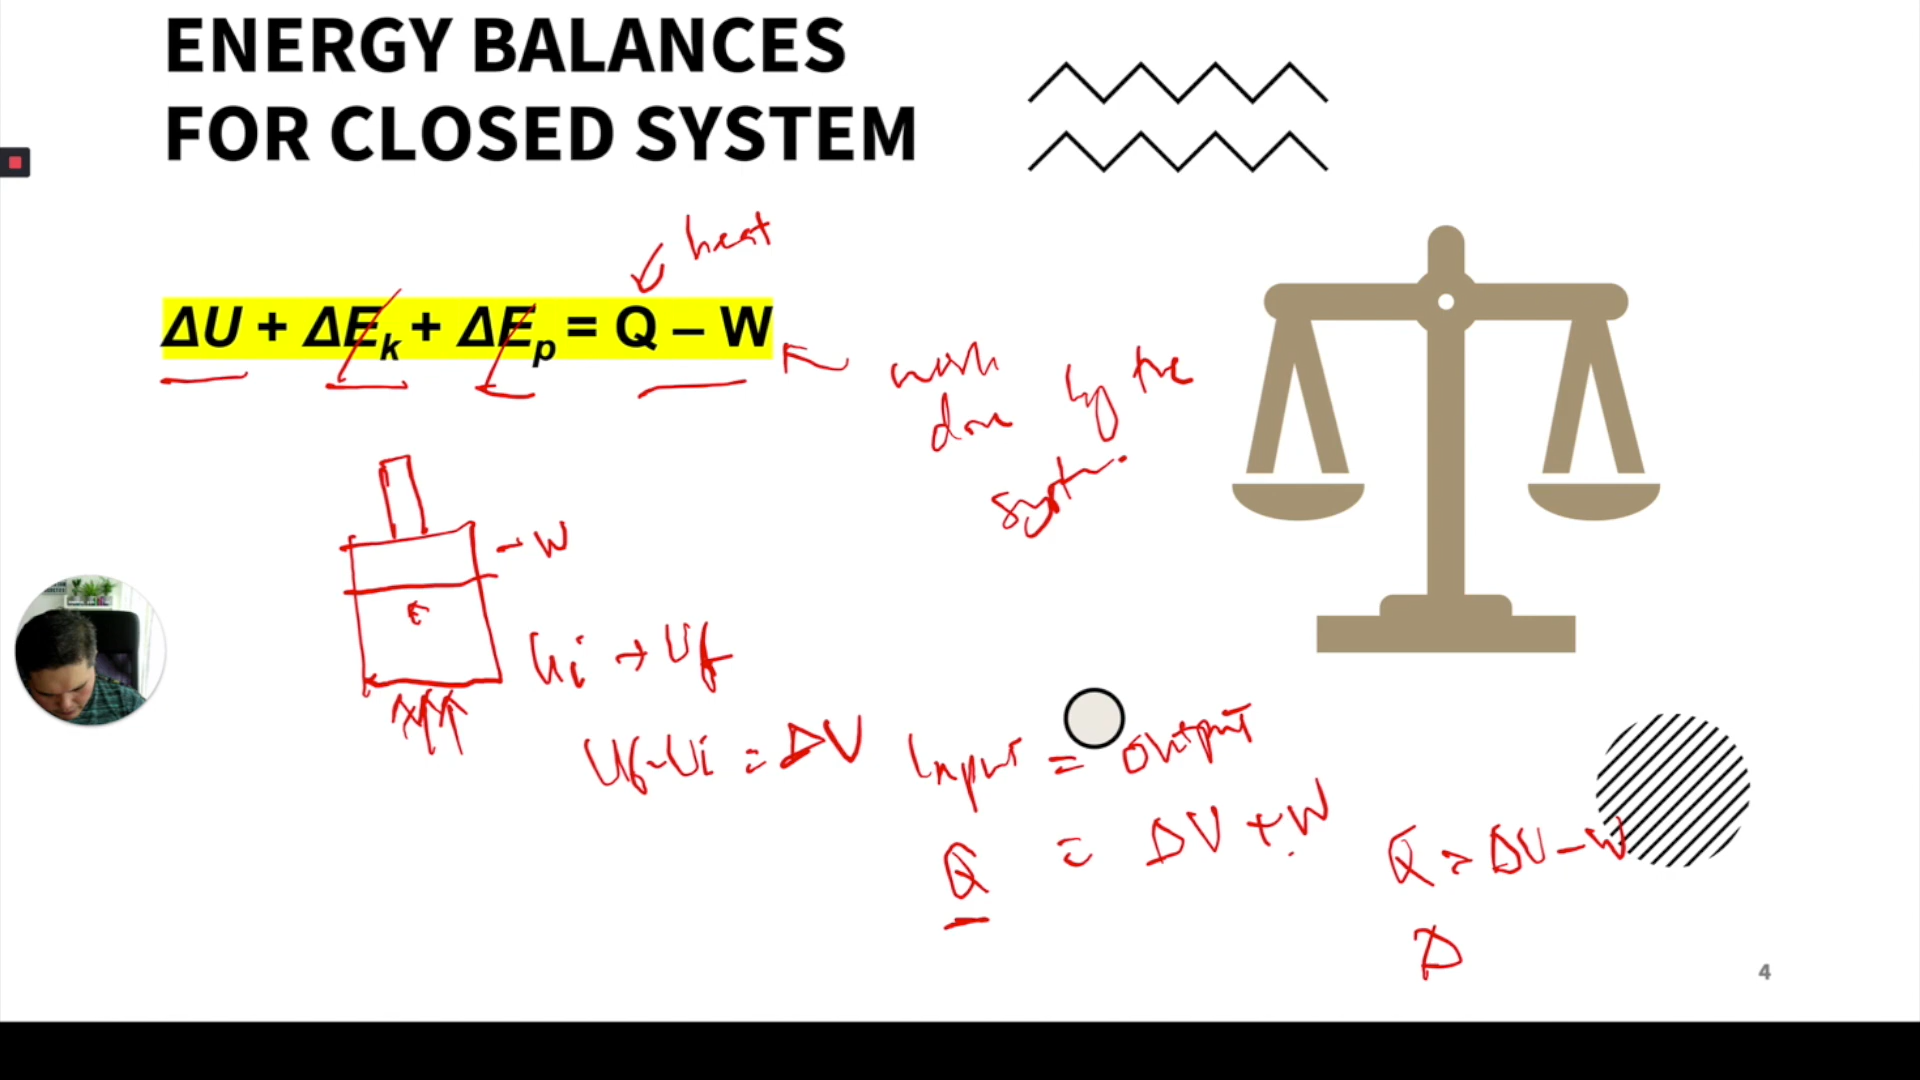 ENERGY BALANCES
FOR CLOSED SYSTEM
heat
ΔU + ΔEk + ΔEp = Q – W
work
done by the
system.
- W
Ui → Uf
Uf - Ui = ΔU
Input = Output
Q = ΔU + W
Q = ΔU - W
Δ
4